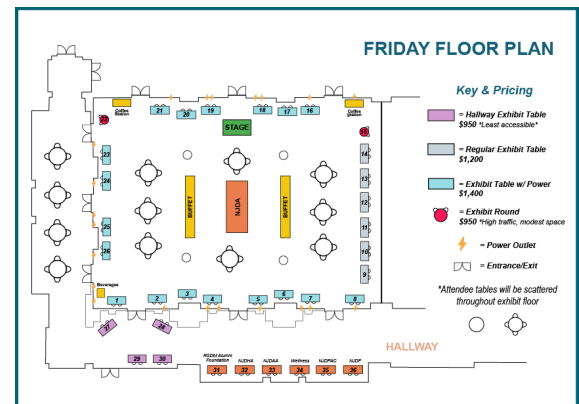 FRIDAY FLOOR PLAN
Key & Pricing
= Hallway Exhibit Table
$950 *Least accessible*
= Regular Exhibit Table
$1,200
= Exhibit Table w/ Power
$1,400
= Exhibit Round
$950 *High traffic, modest space
= Power Outlet
= Entrance/Exit
*Attendee tables will be scattered
throughout exhibit floor
Coffee
Station
21
20
19
18
17
16
Coffee
Station
22
15
STAGE
23
24
25
26
BUFFET
NJDA
BUFFET
14
13
12
11
10
9
Beverages
1
2
3
4
5
6
7
8
27
28
HALLWAY
29
30
RSDM Alumni
Foundation
NJDHA
NJDAA
Wellness
NJDPAC
NJDP
31
32
33
34
35
36